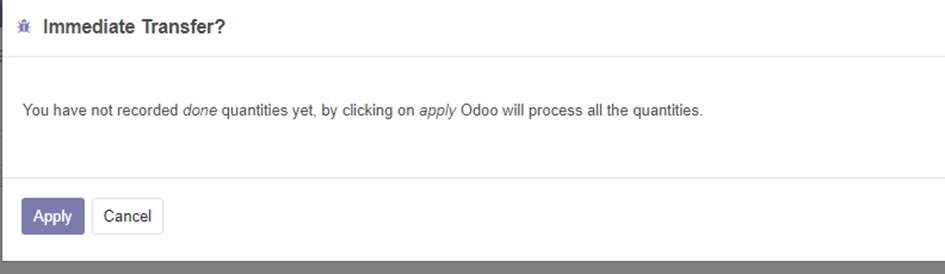 Immediate Transfer?
You have not recorded done quantities yet, by clicking on apply Odoo will process all the quantities.
Apply Cancel